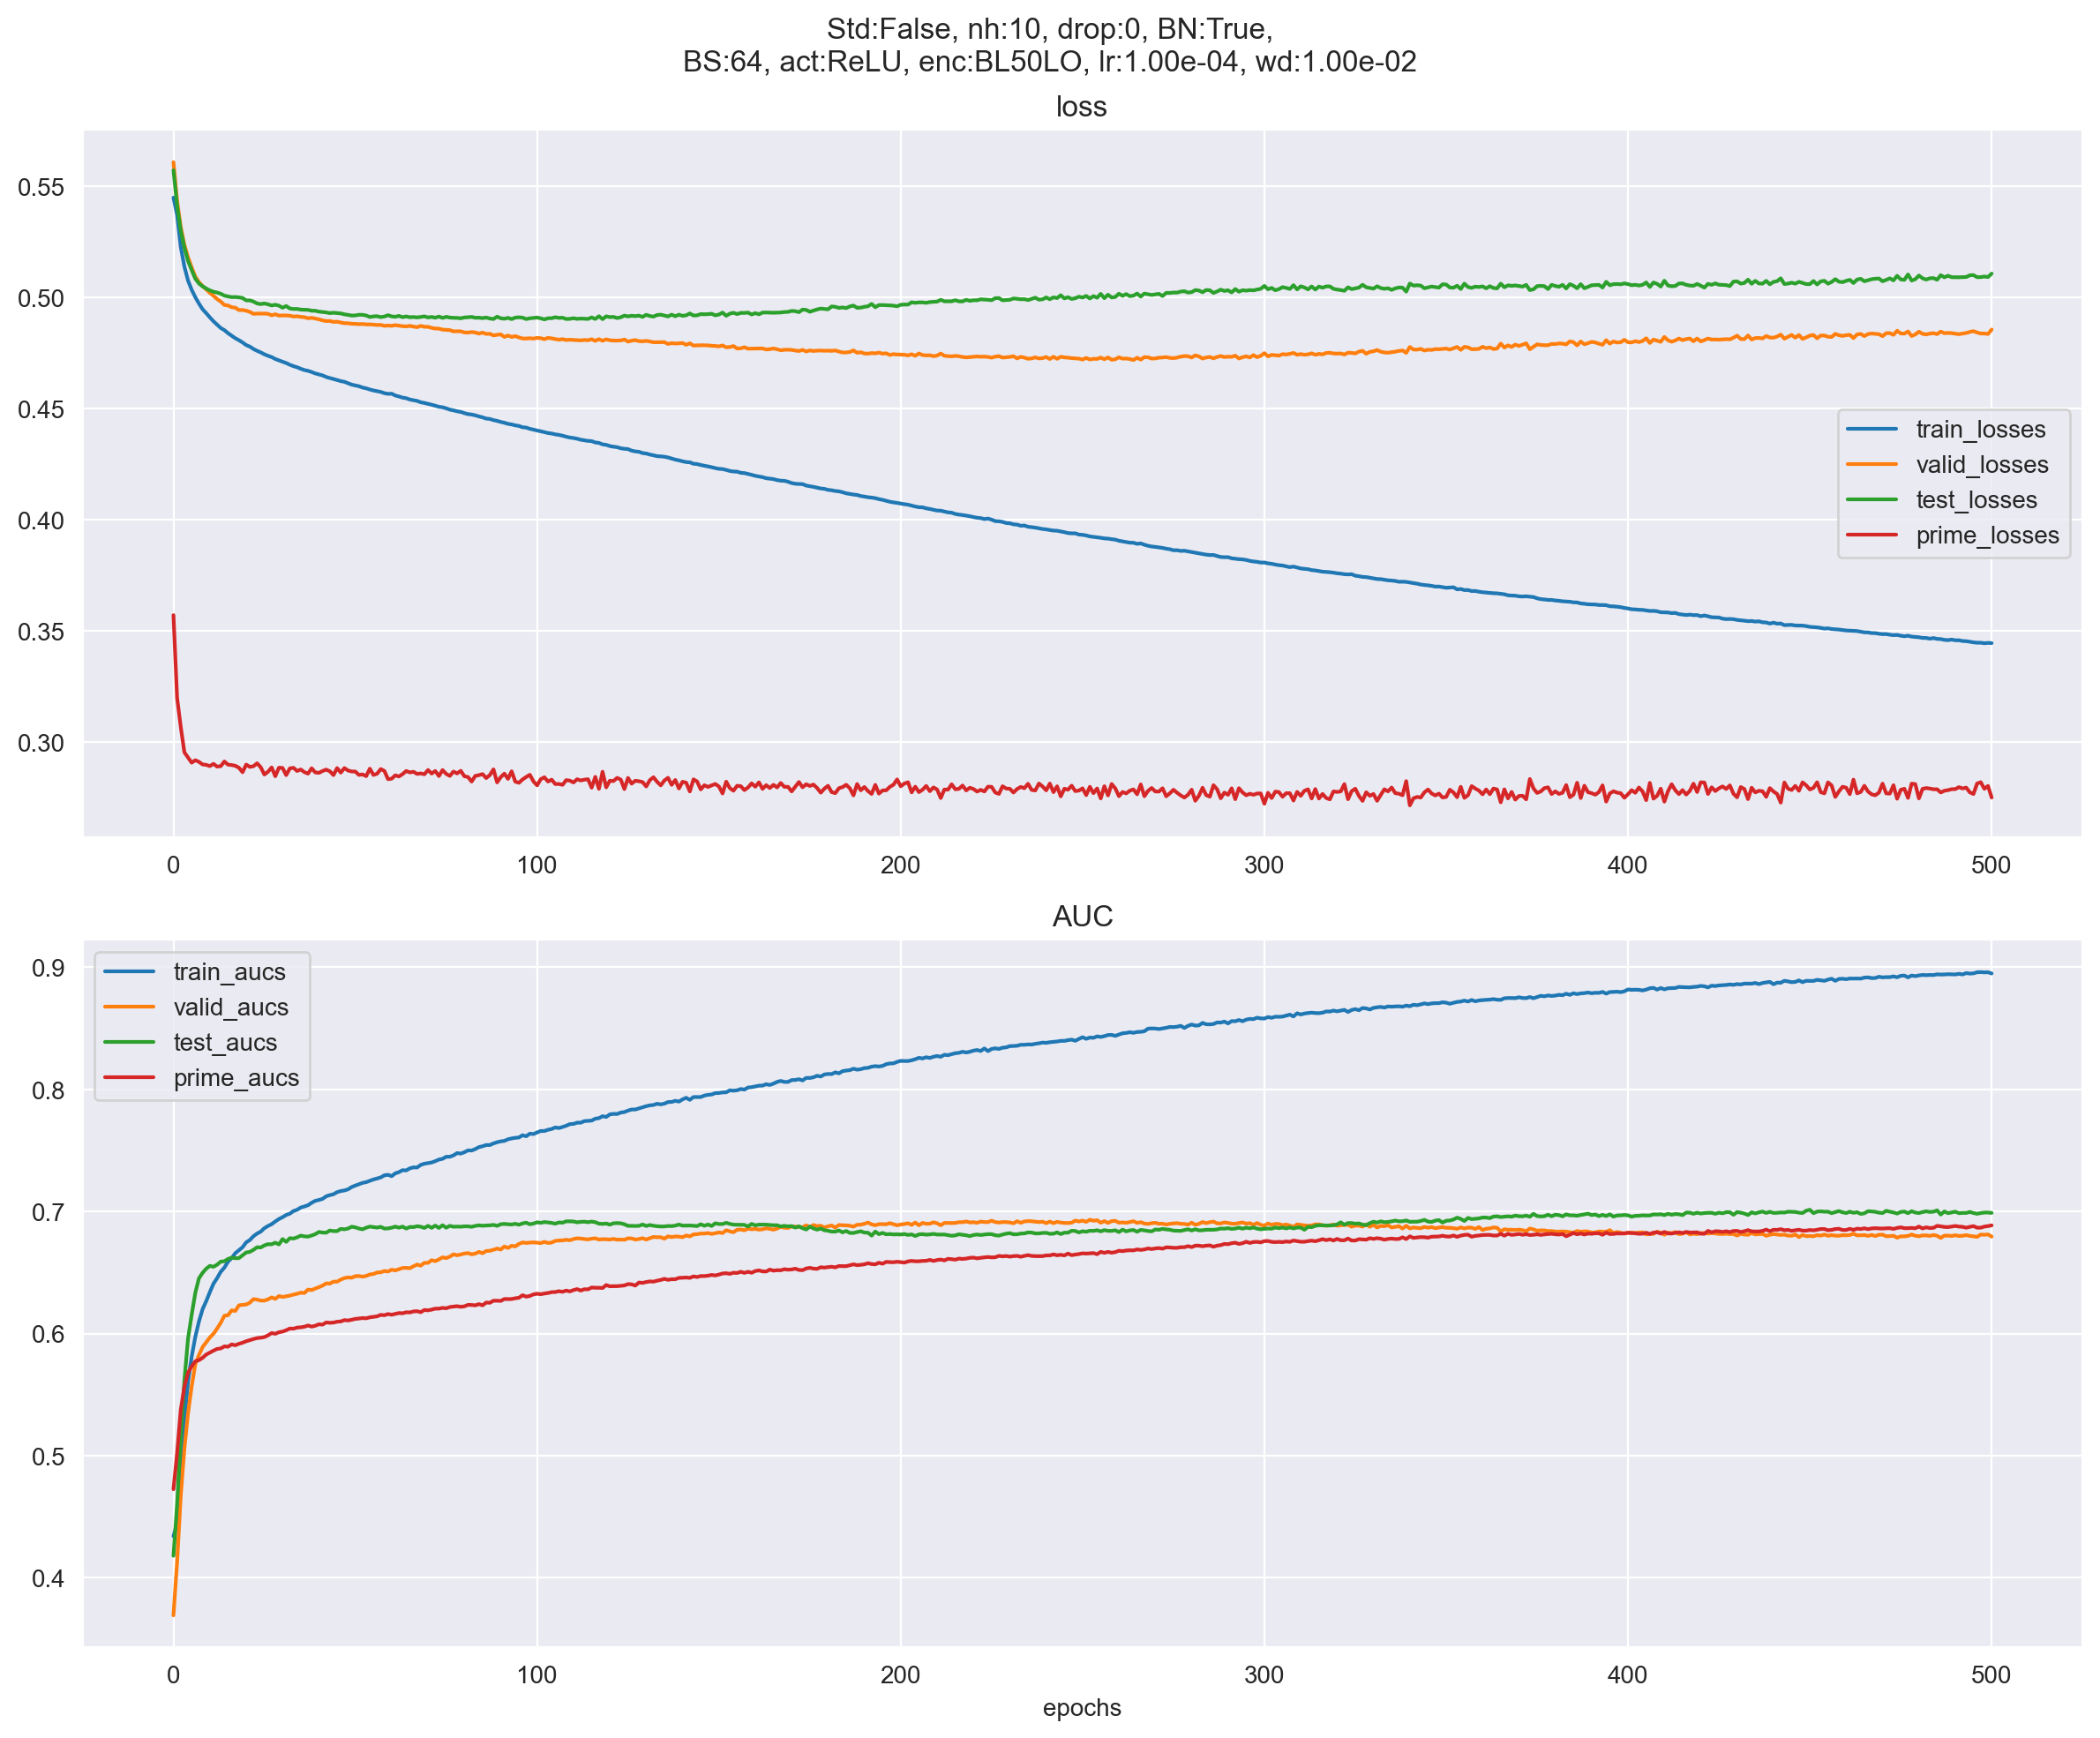 Std:False, nh:10, drop:0, BN:True,
BS:64, act:ReLU, enc:BL50LO, lr:1.00e-04, wd:1.00e-02
loss
0.55
0.50
0.45
0.40
0.35
0.30
train_losses
valid_losses
test_losses
prime_losses
0 100 200 300 400 500
AUC
0.9
0.8
0.7
0.6
0.5
0.4
train_aucs
valid_aucs
test_aucs
prime_aucs
0 100 200 300 400 500
epochs